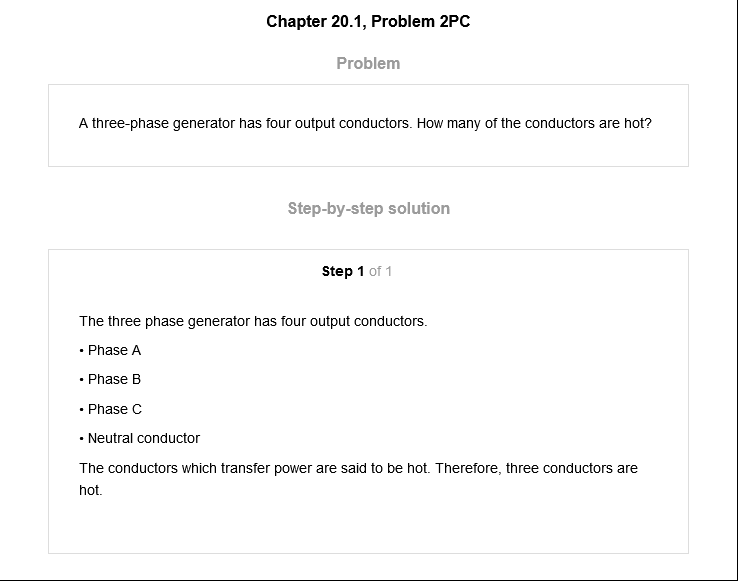 Chapter 20.1, Problem 2PC
Problem
A three-phase generator has four output conductors. How many of the conductors are hot?
Step-by-step solution
Step 1 of 1
The three phase generator has four output conductors.
• Phase A
• Phase B
• Phase C
• Neutral conductor
The conductors which transfer power are said to be hot. Therefore, three conductors are
hot.